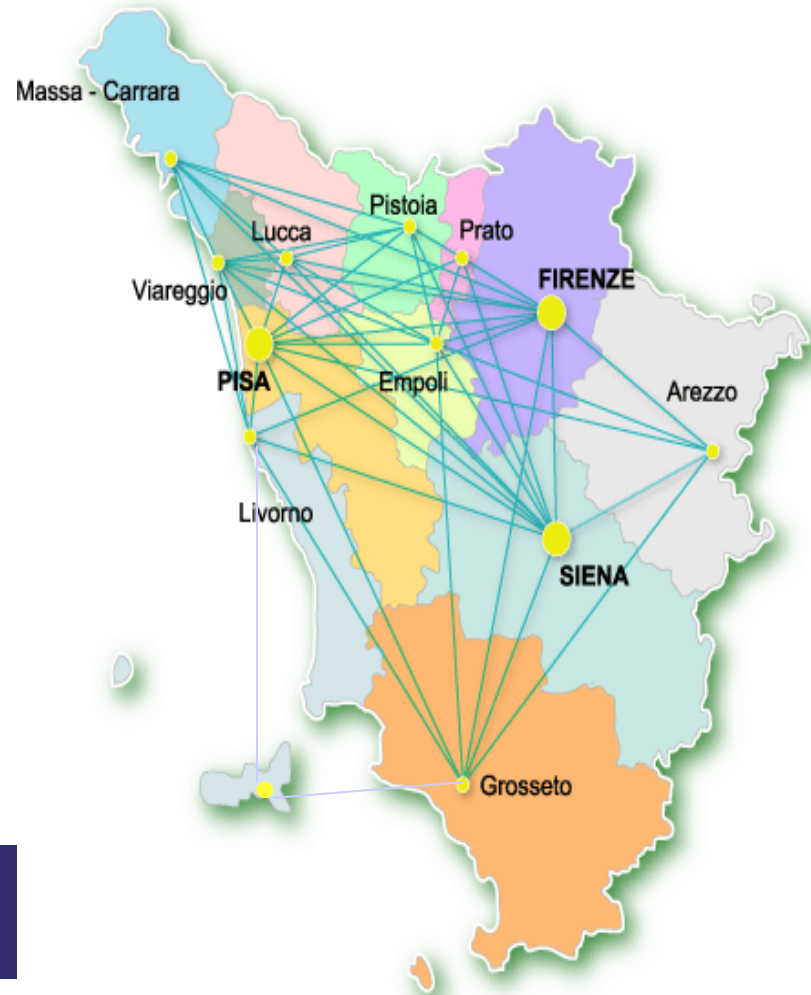 Massa - Carrara
Pistoia
Lucca
Prato
FIRENZE
Viareggio
PISA
Empoli
Arezzo
Livorno
SIENA
Grosseto